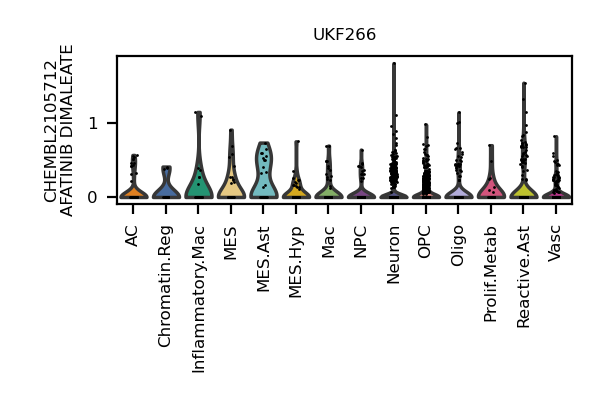 UKF266
CHEMBL2105712
AFATINIB DIMALEATE
1
0
AC
Chromatin.Reg
Inflammatory.Mac
MES
MES.Ast
MES.Hyp
Mac
NPC
Neuron
OPC
Oligo
Prolif.Metab
Reactive.Ast
Vasc